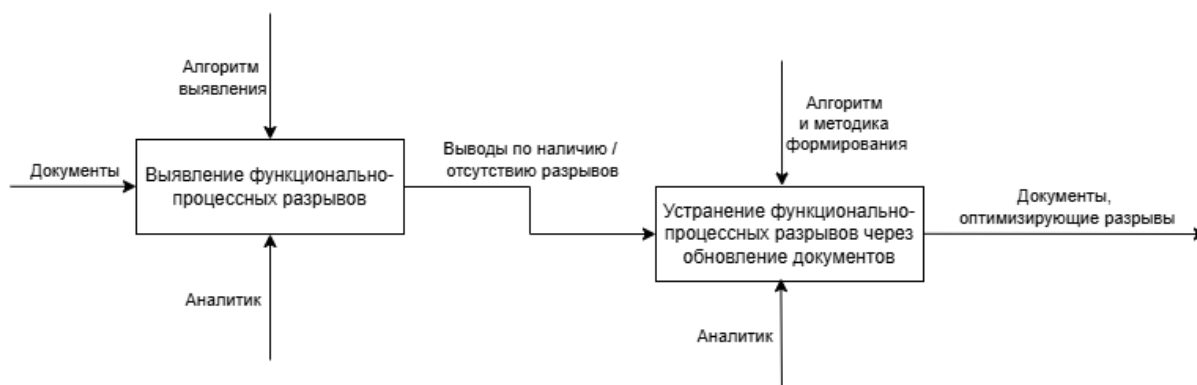 Алгоритм
выявления
Документы
Выявление функционально-
процессных разрывов
Аналитик
Выводы по наличию /
отсутствию разрывов
Алгоритм
и методика
формирования
Устранение функционально-
процессных разрывов через
обновление документов
Аналитик
Документы,
оптимизирующие разрывы